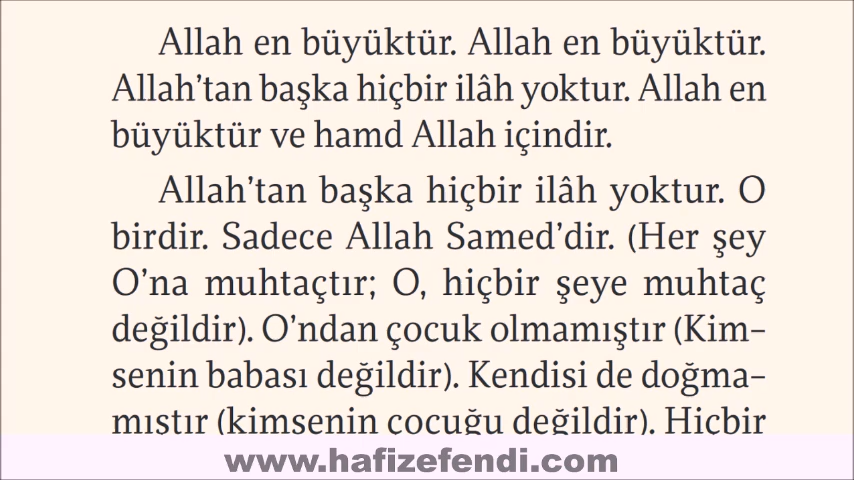 Allah en büyüktür. Allah en büyüktür.
Allah’tan başka hiçbir ilâh yoktur. Allah en
büyüktür ve hamd Allah içindir.
Allah’tan başka hiçbir ilâh yoktur. O
birdir. Sadece Allah Samed’dir. (Her şey
O’na muhtaçtır; O, hiçbir şeye muhtaç
değildir). O’ndan çocuk olmamıştır (Kim-
senin babası değildir). Kendisi de doğma-
mıştır (kimsenin çocuğu değildir). Hiçbir
www.hafizefendi.com